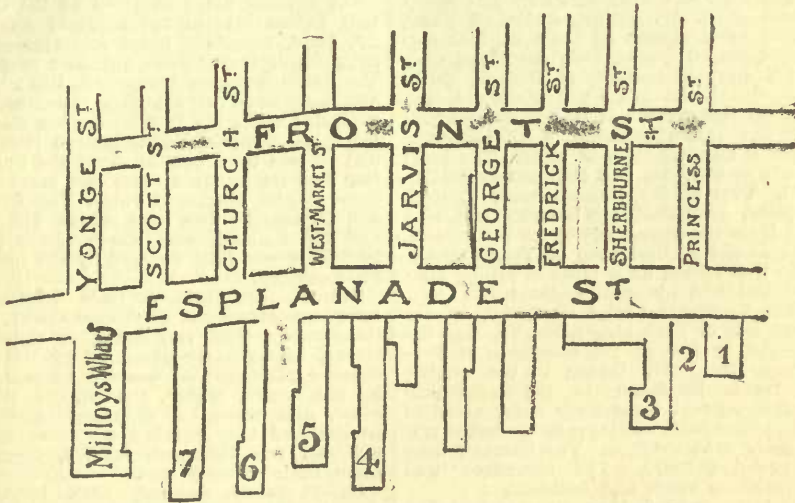 YONGE ST
SCOTT ST
CHURCH ST
WEST-MARKET ST
JARVIS ST
GEORGE ST
FREDRICK ST
SHERBOURNE ST
PRINCESS ST
FRONT ST
ESPLANADE ST
Milloys Wharf
7
6
5
4
3
2
1